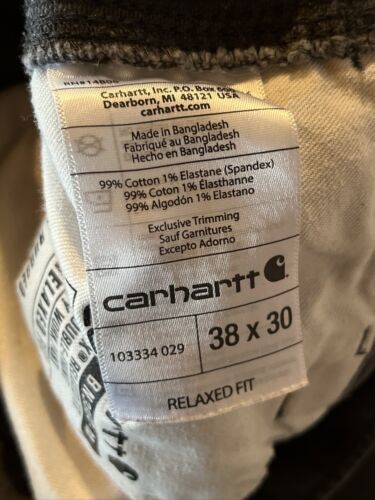 Carhartt, Inc. P.O. Box
Dearborn, MI 48121 USA
carhartt.com
Made in Bangladesh
Fabriqué au Bangladesh
Hecho en Bangladesh
99% Cotton 1% Elastane (Spandex)
99% Coton 1% Élasthanne
99% Algodón 1% Elastano
Exclusive Trimming
Sauf Garnitures
Excepto Adorno
carhartt
103334 029
38 x 30
RELAXED FIT